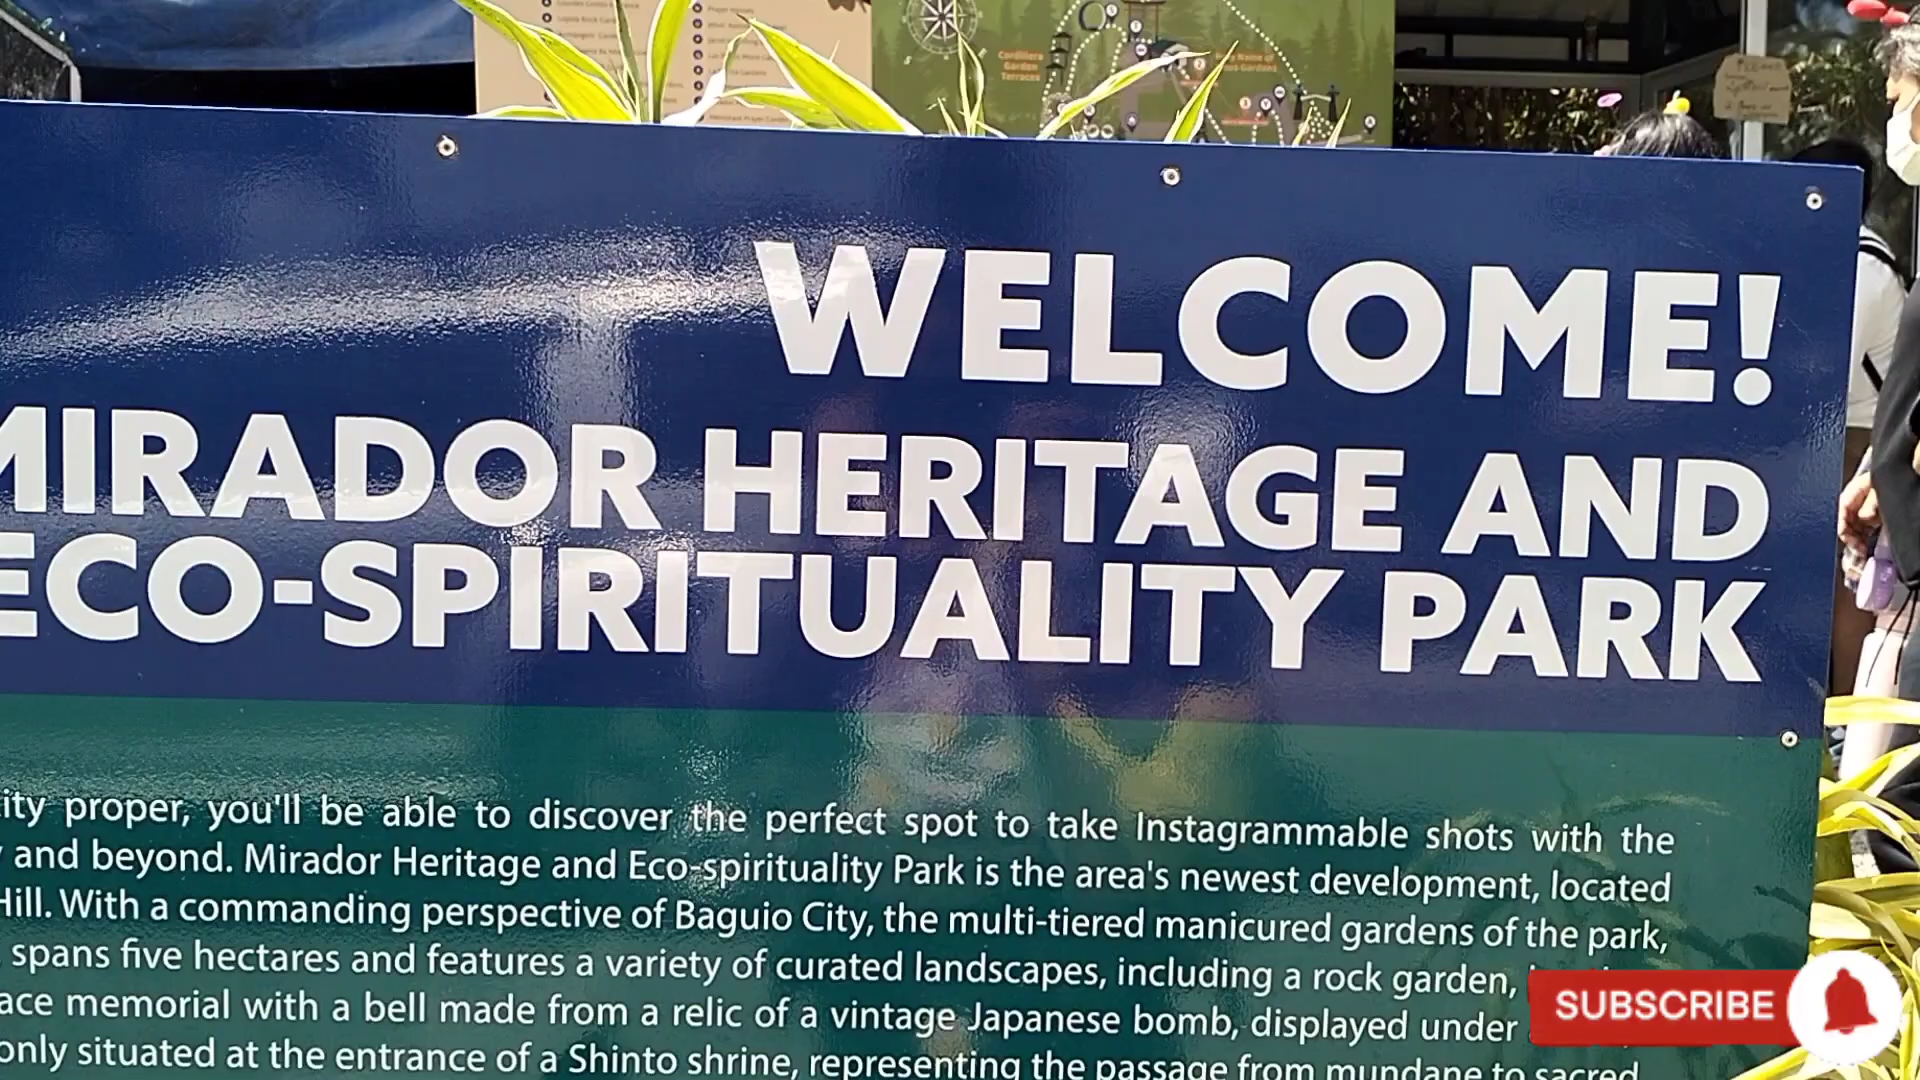 Cordillera
Garden
Terraces
WELCOME!
MIRADOR HERITAGE AND
ECO-SPIRITUALITY PARK
ity proper, you'll be able to discover the perfect spot to take Instagrammable shots with the
and beyond. Mirador Heritage and Eco-spirituality Park is the area's newest development, located
Hill. With a commanding perspective of Baguio City, the multi-tiered manicured gardens of the park,
spans five hectares and features a variety of curated landscapes, including a rock garden,
ace memorial with a bell made from a relic of a vintage Japanese bomb, displayed under
only situated at the entrance of a Shinto shrine, representing the passage from mundane to sacred
SUBSCRIBE